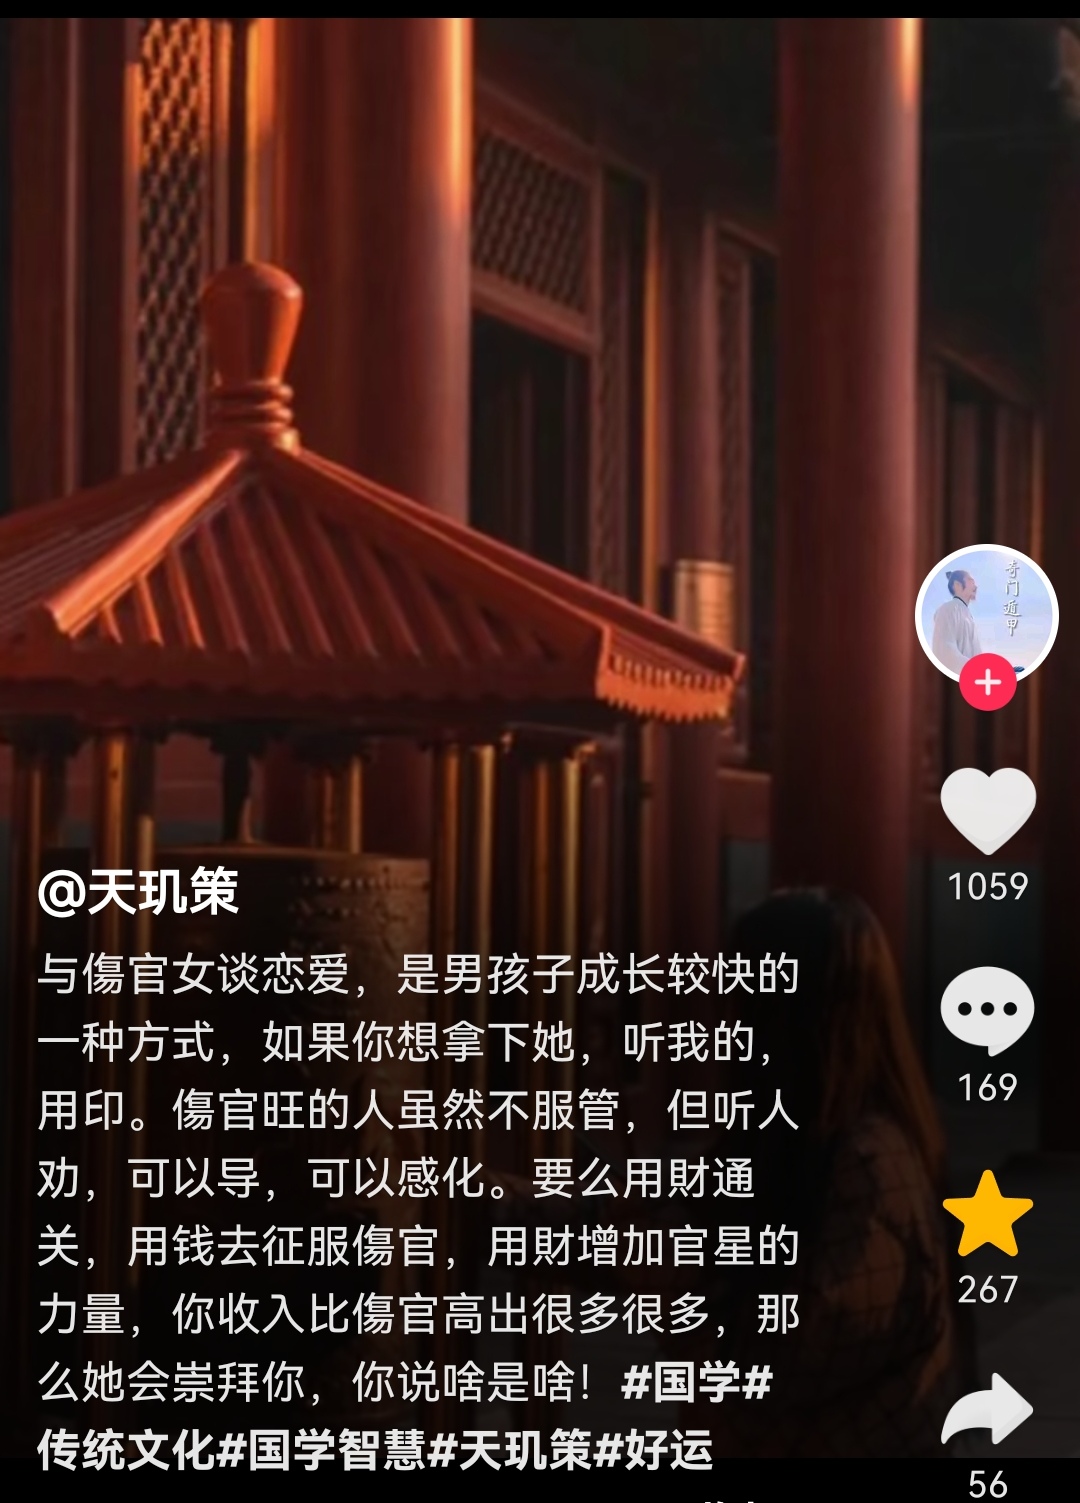 奇门遁甲
1059
169
267
56
@天玑策
与傷官女谈恋爱，是男孩子成长较快的
一种方式，如果你想拿下她，听我的，
用印。傷官旺的人虽然不服管，但听人
劝，可以导，可以感化。要么用財通
关，用钱去征服傷官，用財增加官星的
力量，你收入比傷官高出很多很多，那
么她会崇拜你，你说啥是啥！#国学#
传统文化#国学智慧#天玑策#好运